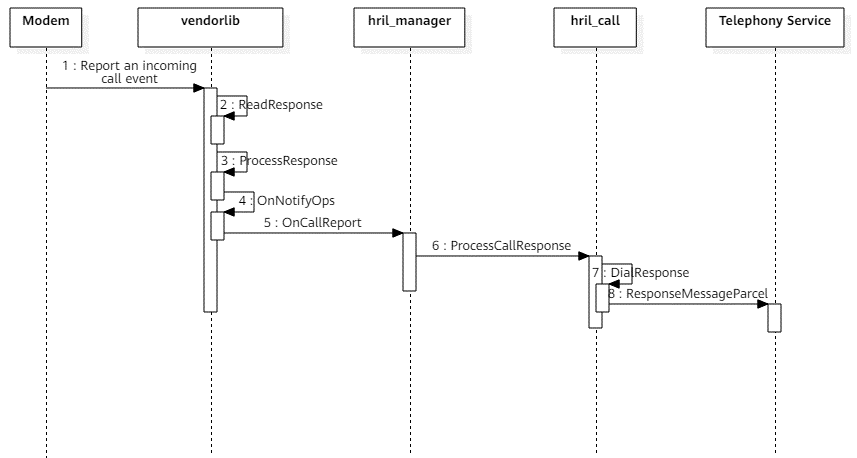 Modem
vendorlib
hril_manager
hril_call
Telephony Service
1 : Report an incoming
call event
2 : ReadResponse
3 : ProcessResponse
4 : OnNotifyOps
5 : OnCallReport
6 : ProcessCallResponse
7 : DialResponse
8 : ResponseMessageParcel